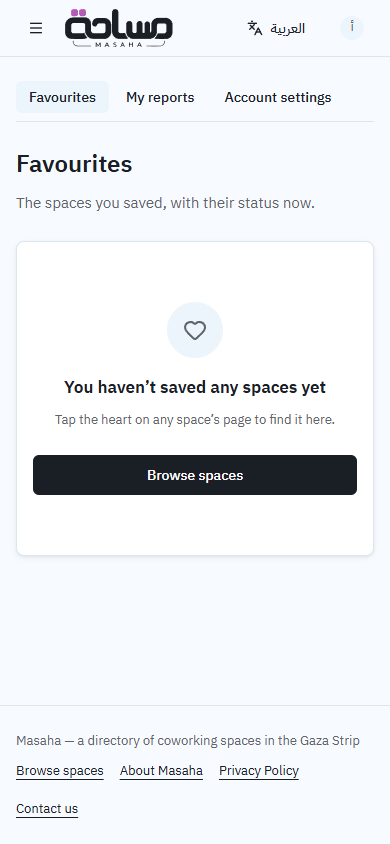 مساحة
MASAHA
العربية
أ
Favourites
My reports
Account settings
Favourites
The spaces you saved, with their status now.
You haven’t saved any spaces yet
Tap the heart on any space’s page to find it here.
Browse spaces
Masaha — a directory of coworking spaces in the Gaza Strip
Browse spaces
About Masaha
Privacy Policy
Contact us